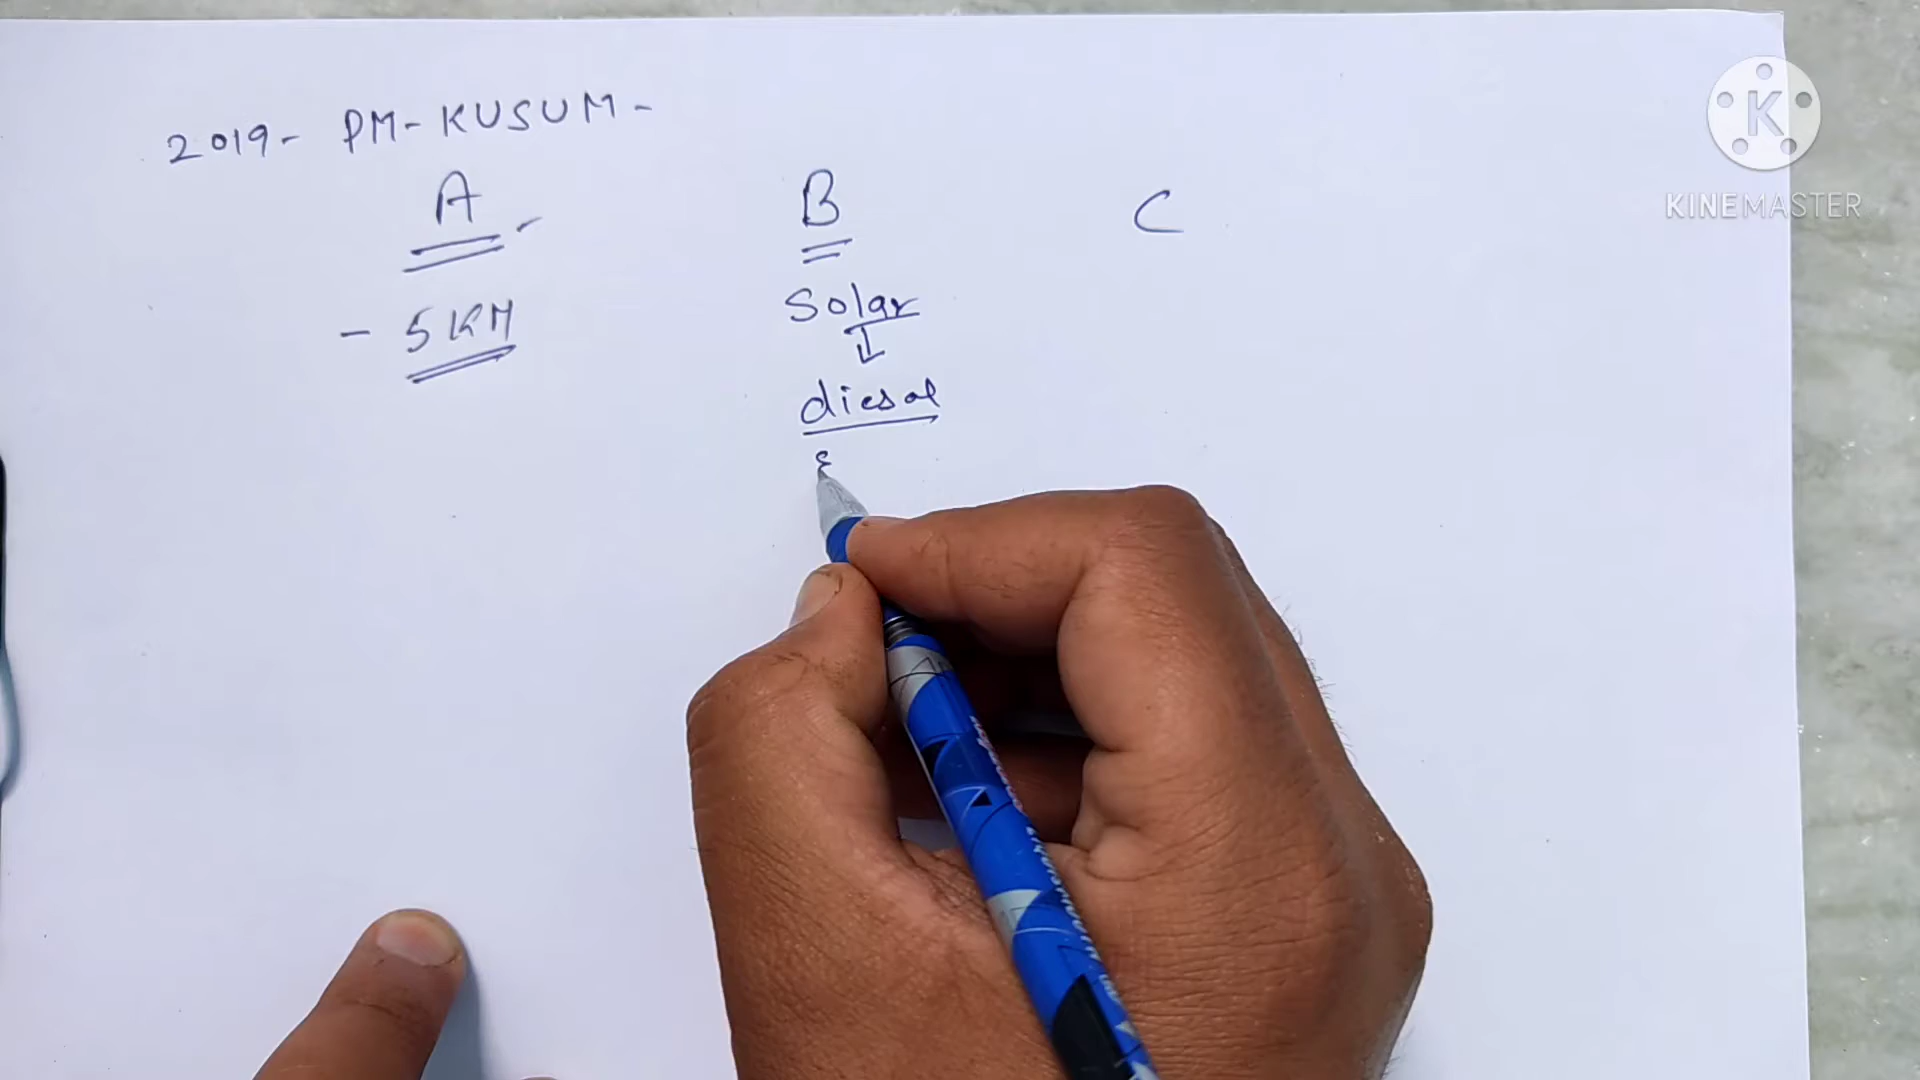 2019- PM-KUSUM-
A
- 5KM
B
Solar
diesal
C
K
KINEMASTER